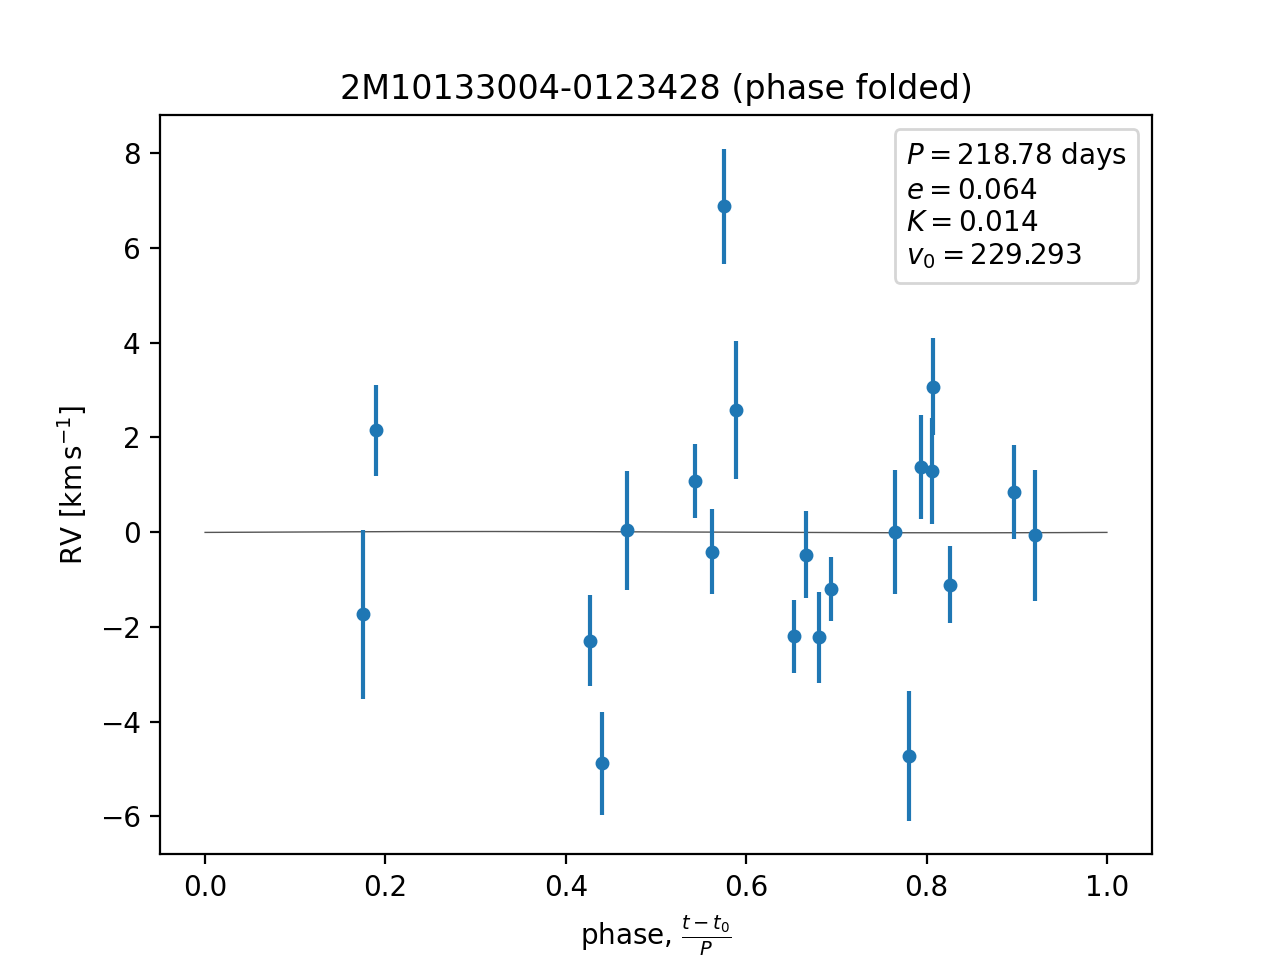 2M10133004-0123428 (phase folded)
P = 218.78 days
e = 0.064
K = 0.014
v₀ = 229.293
RV [km s⁻¹]
8
6
4
2
0
−2
−4
−6
0.0 0.2 0.4 0.6 0.8 1.0
phase, (t − t₀)/P